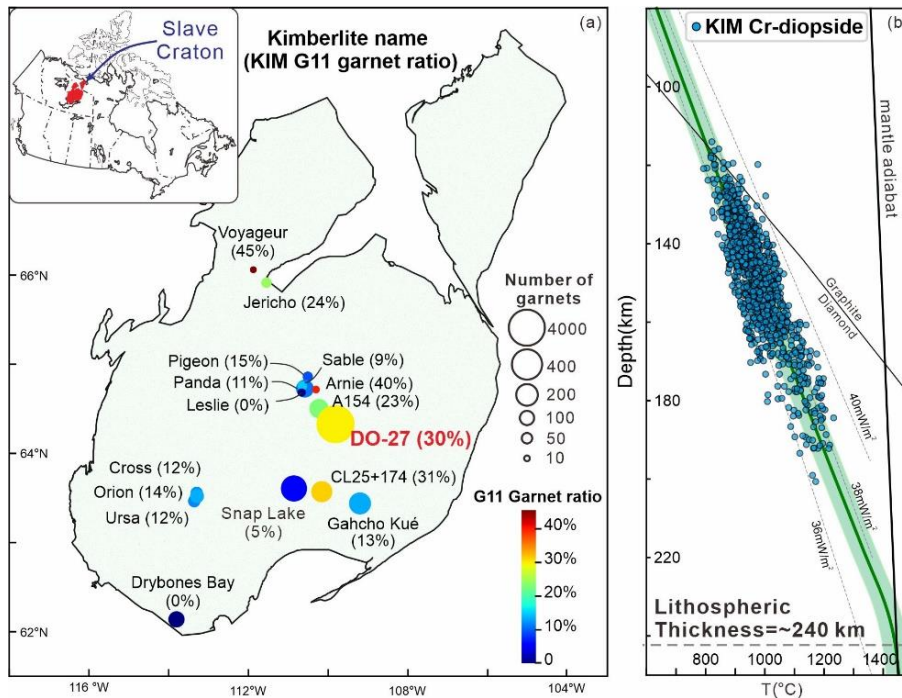 Slave
Craton
(a)
Kimberlite name
(KIM G11 garnet ratio)
Voyageur
(45%)
Jericho (24%)
66°N
Number of
garnets
4000
400
200
100
50
10
Pigeon (15%)
Sable (9%)
Panda (11%)
Arnie (40%)
Leslie (0%)
A154 (23%)
DO-27 (30%)
64°N
Cross (12%)
Orion (14%)
Ursa (12%)
CL25+174 (31%)
Snap Lake
(5%)
Gahcho Kué
(13%)
G11 Garnet ratio
40%
30%
20%
10%
0
Drybones Bay
(0%)
62°N
116°W
112°W
108°W
104°W
(b)
KIM Cr-diopside
mantle adiabat
100
140
180
220
Depth(km)
Graphite
Diamond
40mW/m²
38mW/m²
36mW/m²
Lithospheric
Thickness=~240 km
600
800
1000
1200
1400
T(°C)